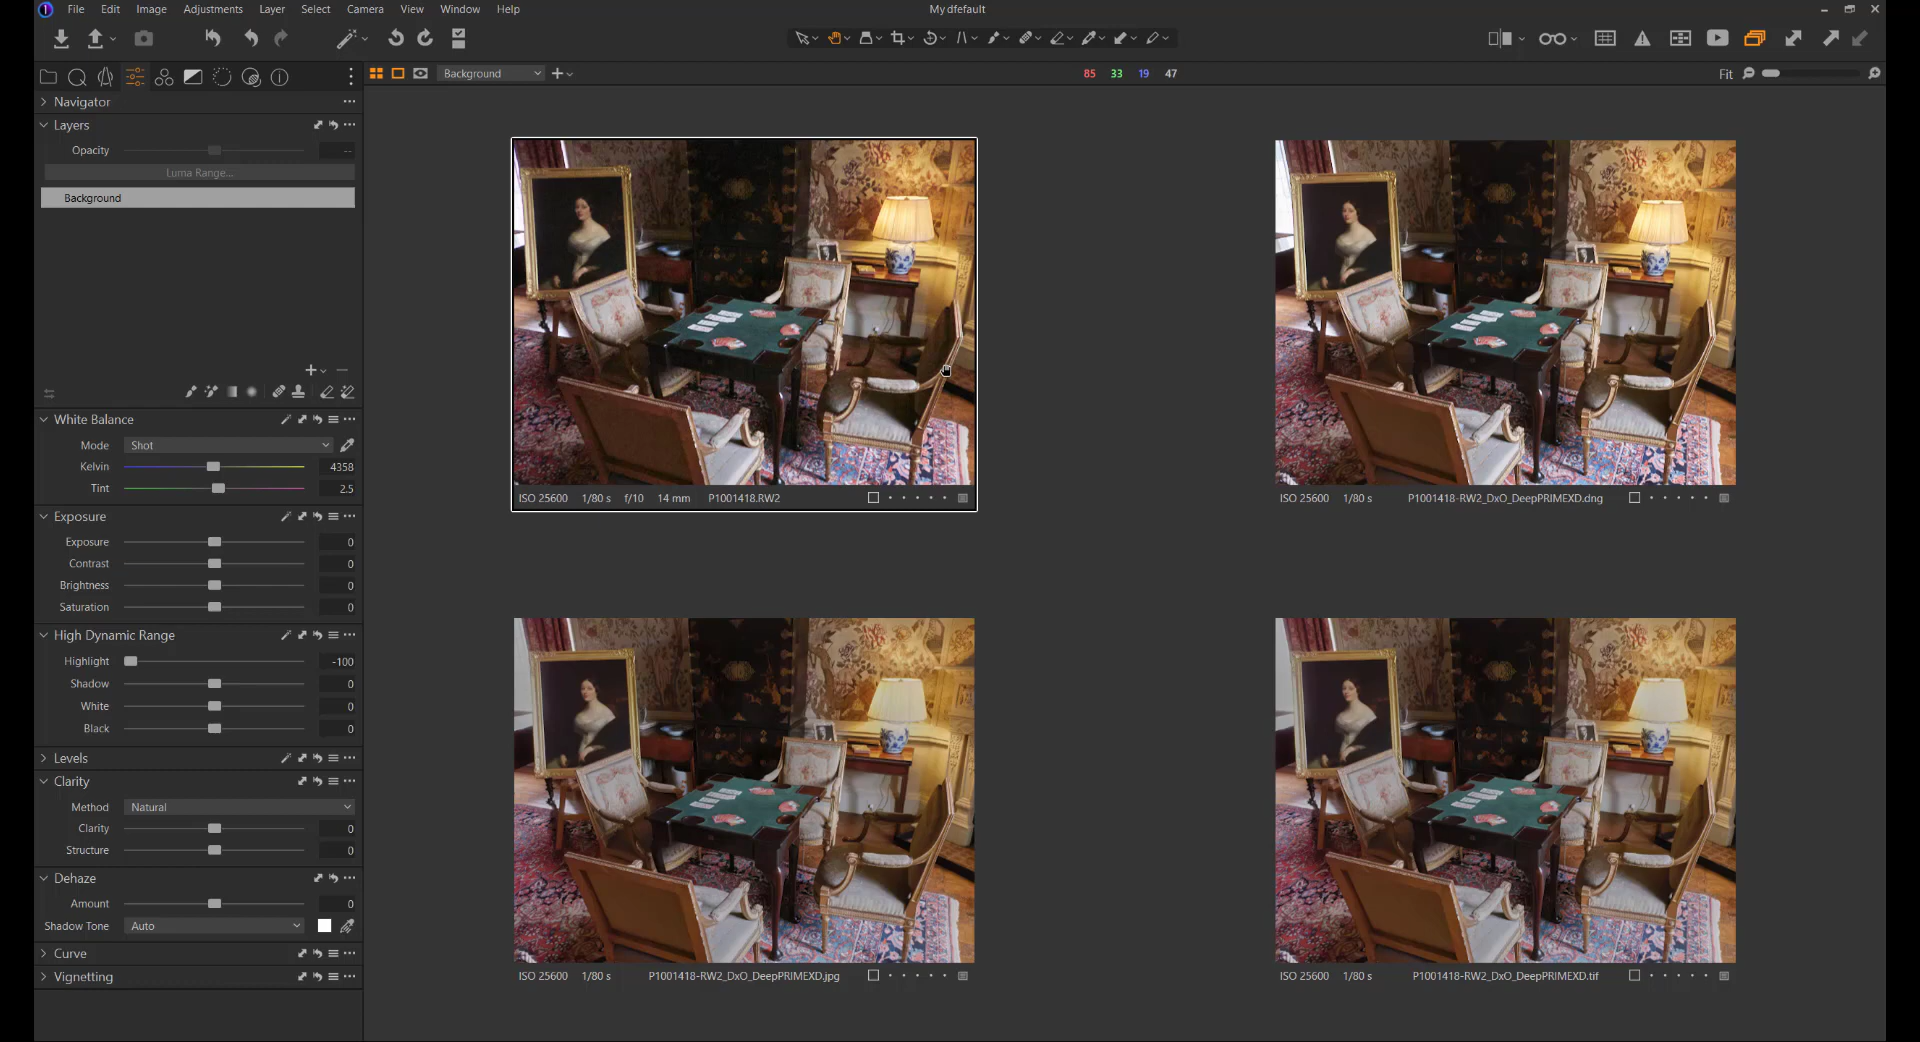 File Edit Image Adjustments Layer Select Camera View Window Help
My dfefault
Background
85 33 19 47
Fit
Navigator
Layers
Opacity --
Luma Range...
Background
White Balance
Mode Shot
Kelvin 4358
Tint 2.5
Exposure
Exposure 0
Contrast 0
Brightness 0
Saturation 0
High Dynamic Range
Highlight -100
Shadow 0
White 0
Black 0
Levels
Clarity
Method Natural
Clarity 0
Structure 0
Dehaze
Amount 0
Shadow Tone Auto
Curve
Vignetting
ISO 25600 1/80 s f/10 14 mm P1001418.RW2
ISO 25600 1/80 s P1001418-RW2_DxO_DeepPRIMEXD.dng
ISO 25600 1/80 s P1001418-RW2_DxO_DeepPRIMEXD.jpg
ISO 25600 1/80 s P1001418-RW2_DxO_DeepPRIMEXD.tif